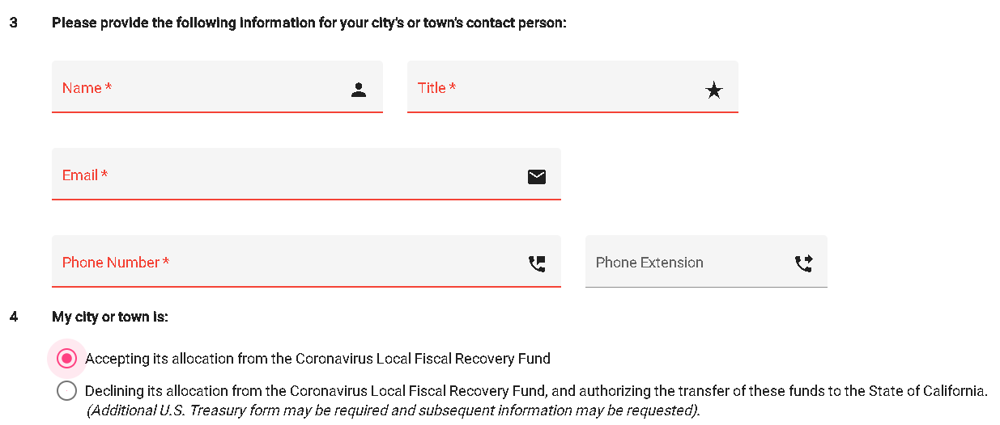 3 Please provide the following information for your city's or town's contact person:
Name * Title *
Email *
Phone Number * Phone Extension
4 My city or town is:
Accepting its allocation from the Coronavirus Local Fiscal Recovery Fund
Declining its allocation from the Coronavirus Local Fiscal Recovery Fund, and authorizing the transfer of these funds to the State of California.
(Additional U.S. Treasury form may be required and subsequent information may be requested).